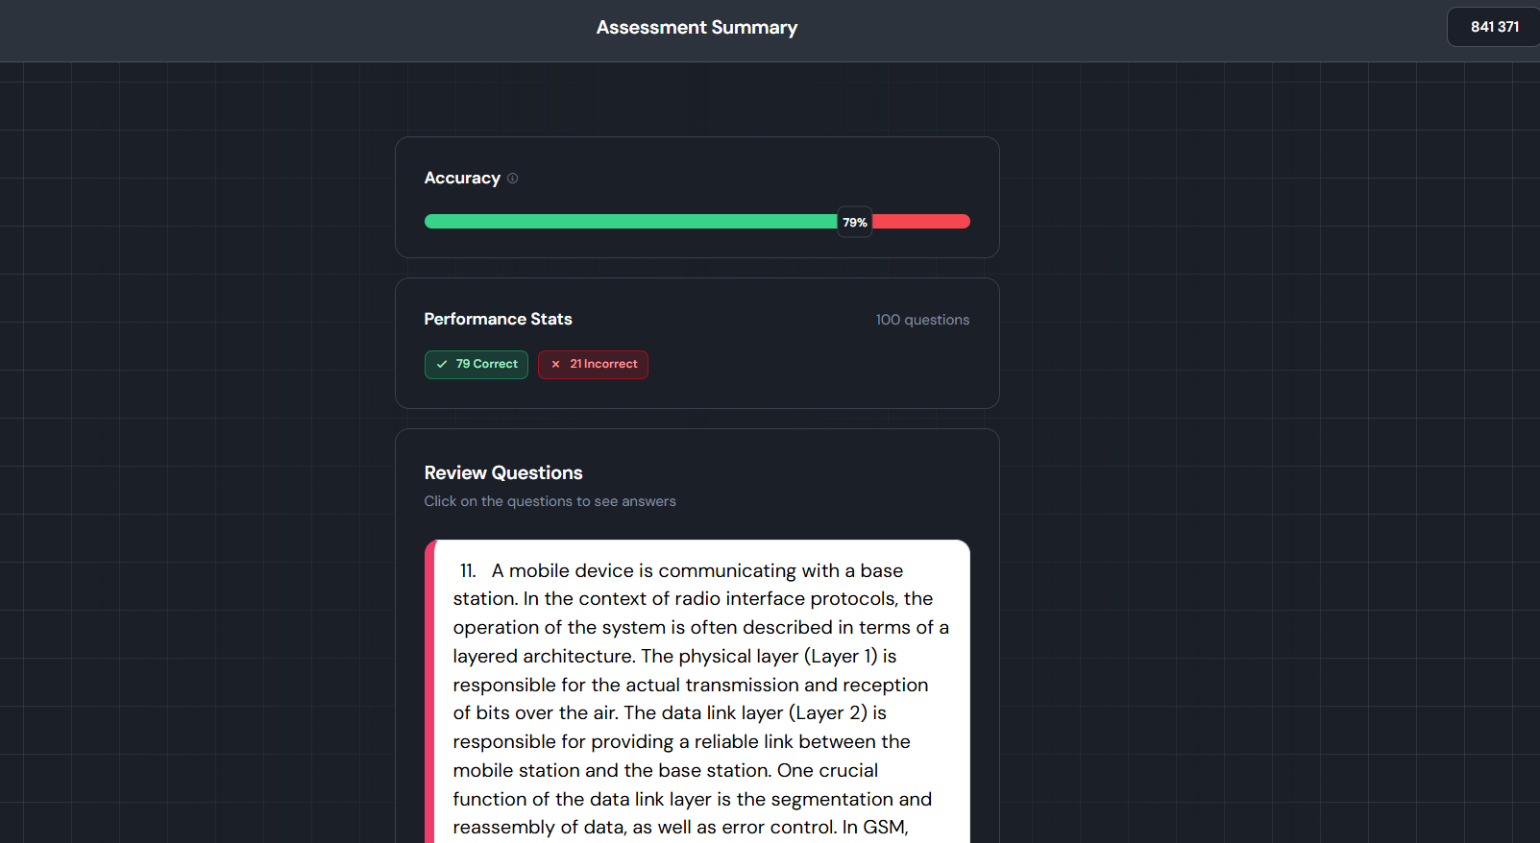 Assessment Summary
841 371
Accuracy
79%
Performance Stats
100 questions
79 Correct
21 Incorrect
Review Questions
Click on the questions to see answers
11. A mobile device is communicating with a base
station. In the context of radio interface protocols, the
operation of the system is often described in terms of a
layered architecture. The physical layer (Layer 1) is
responsible for the actual transmission and reception
of bits over the air. The data link layer (Layer 2) is
responsible for providing a reliable link between the
mobile station and the base station. One crucial
function of the data link layer is the segmentation and
reassembly of data, as well as error control. In GSM,